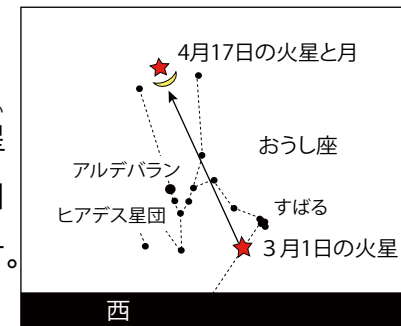 4月17日の火星と月
おうし座
アルデバラン
ヒアデス星団
すばる
3月1日の火星
西
。